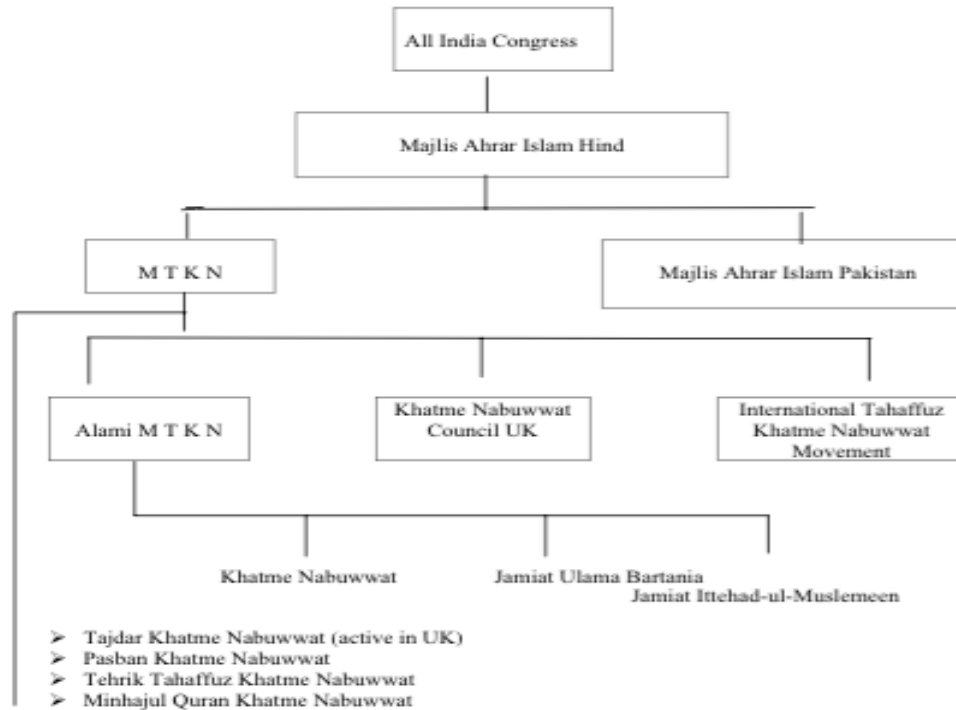 All India Congress
Majlis Ahrar Islam Hind
M T K N
Majlis Ahrar Islam Pakistan
Alami M T K N
Khatme Nabuwwat
Council UK
International Tahaffuz
Khatme Nabuwwat
Movement
Khatme Nabuwwat
Jamiat Ulama Bartania
Jamiat Ittehad-ul-Muslemeen
➢ Tajdar Khatme Nabuwwat (active in UK)
➢ Pasban Khatme Nabuwwat
➢ Tehrik Tahaffuz Khatme Nabuwwat
➢ Minhajul Quran Khatme Nabuwwat